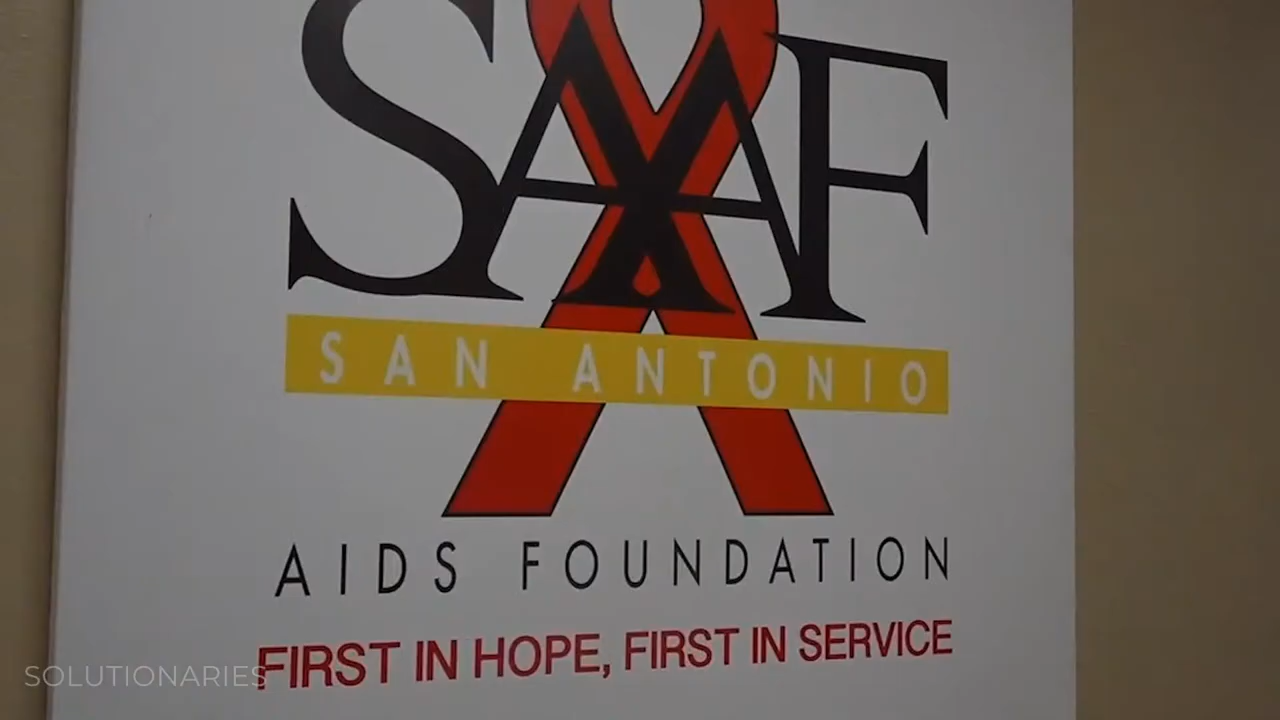 SAAF
SAN ANTONIO
AIDS FOUNDATION
FIRST IN HOPE, FIRST IN SERVICE
SOLUTIONARIES